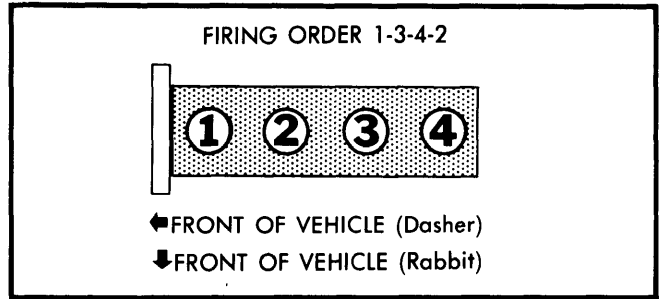 FIRING ORDER 1-3-4-2
1 2 3 4
FRONT OF VEHICLE (Dasher)
FRONT OF VEHICLE (Rabbit)